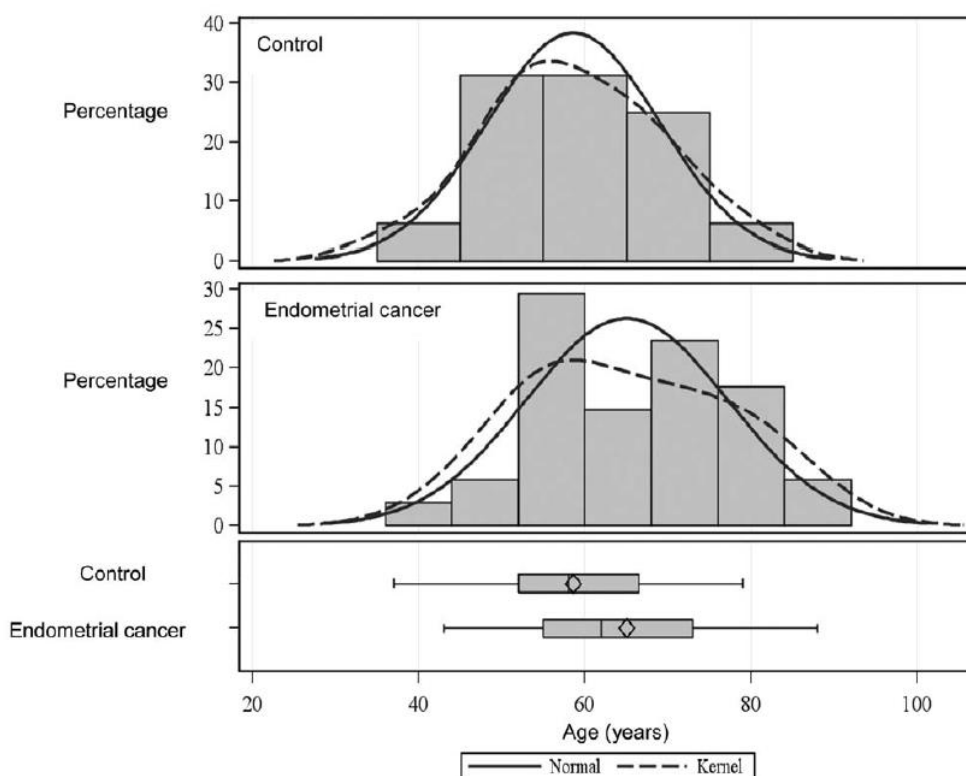 Control
Percentage
40
30
20
10
0
Endometrial cancer
Percentage
30
25
20
15
10
5
0
Control
Endometrial cancer
20 40 60 80 100
Age (years)
Normal Kernel